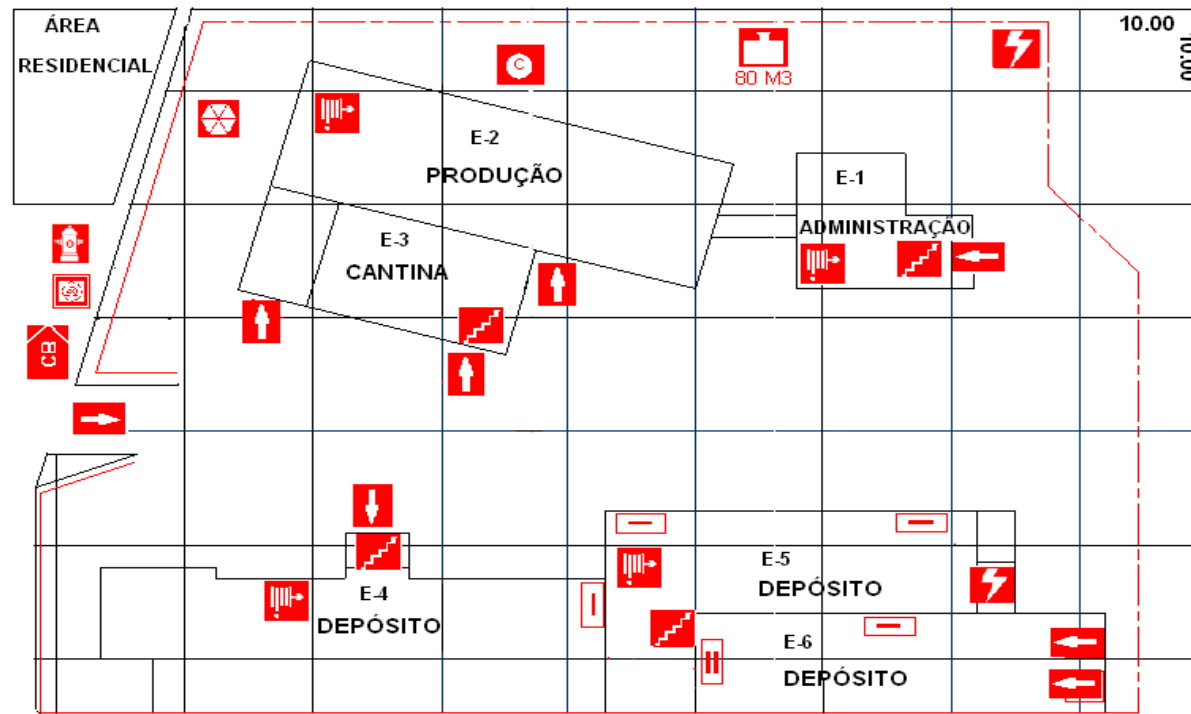 ÁREA
RESIDENCIAL
10.00
10.00
C
80 M3
E-2
PRODUÇÃO
E-1
ADMINISTRAÇÃO
E-3
CANTINA
CB
E-5
DEPÓSITO
E-4
DEPÓSITO
E-6
DEPÓSITO